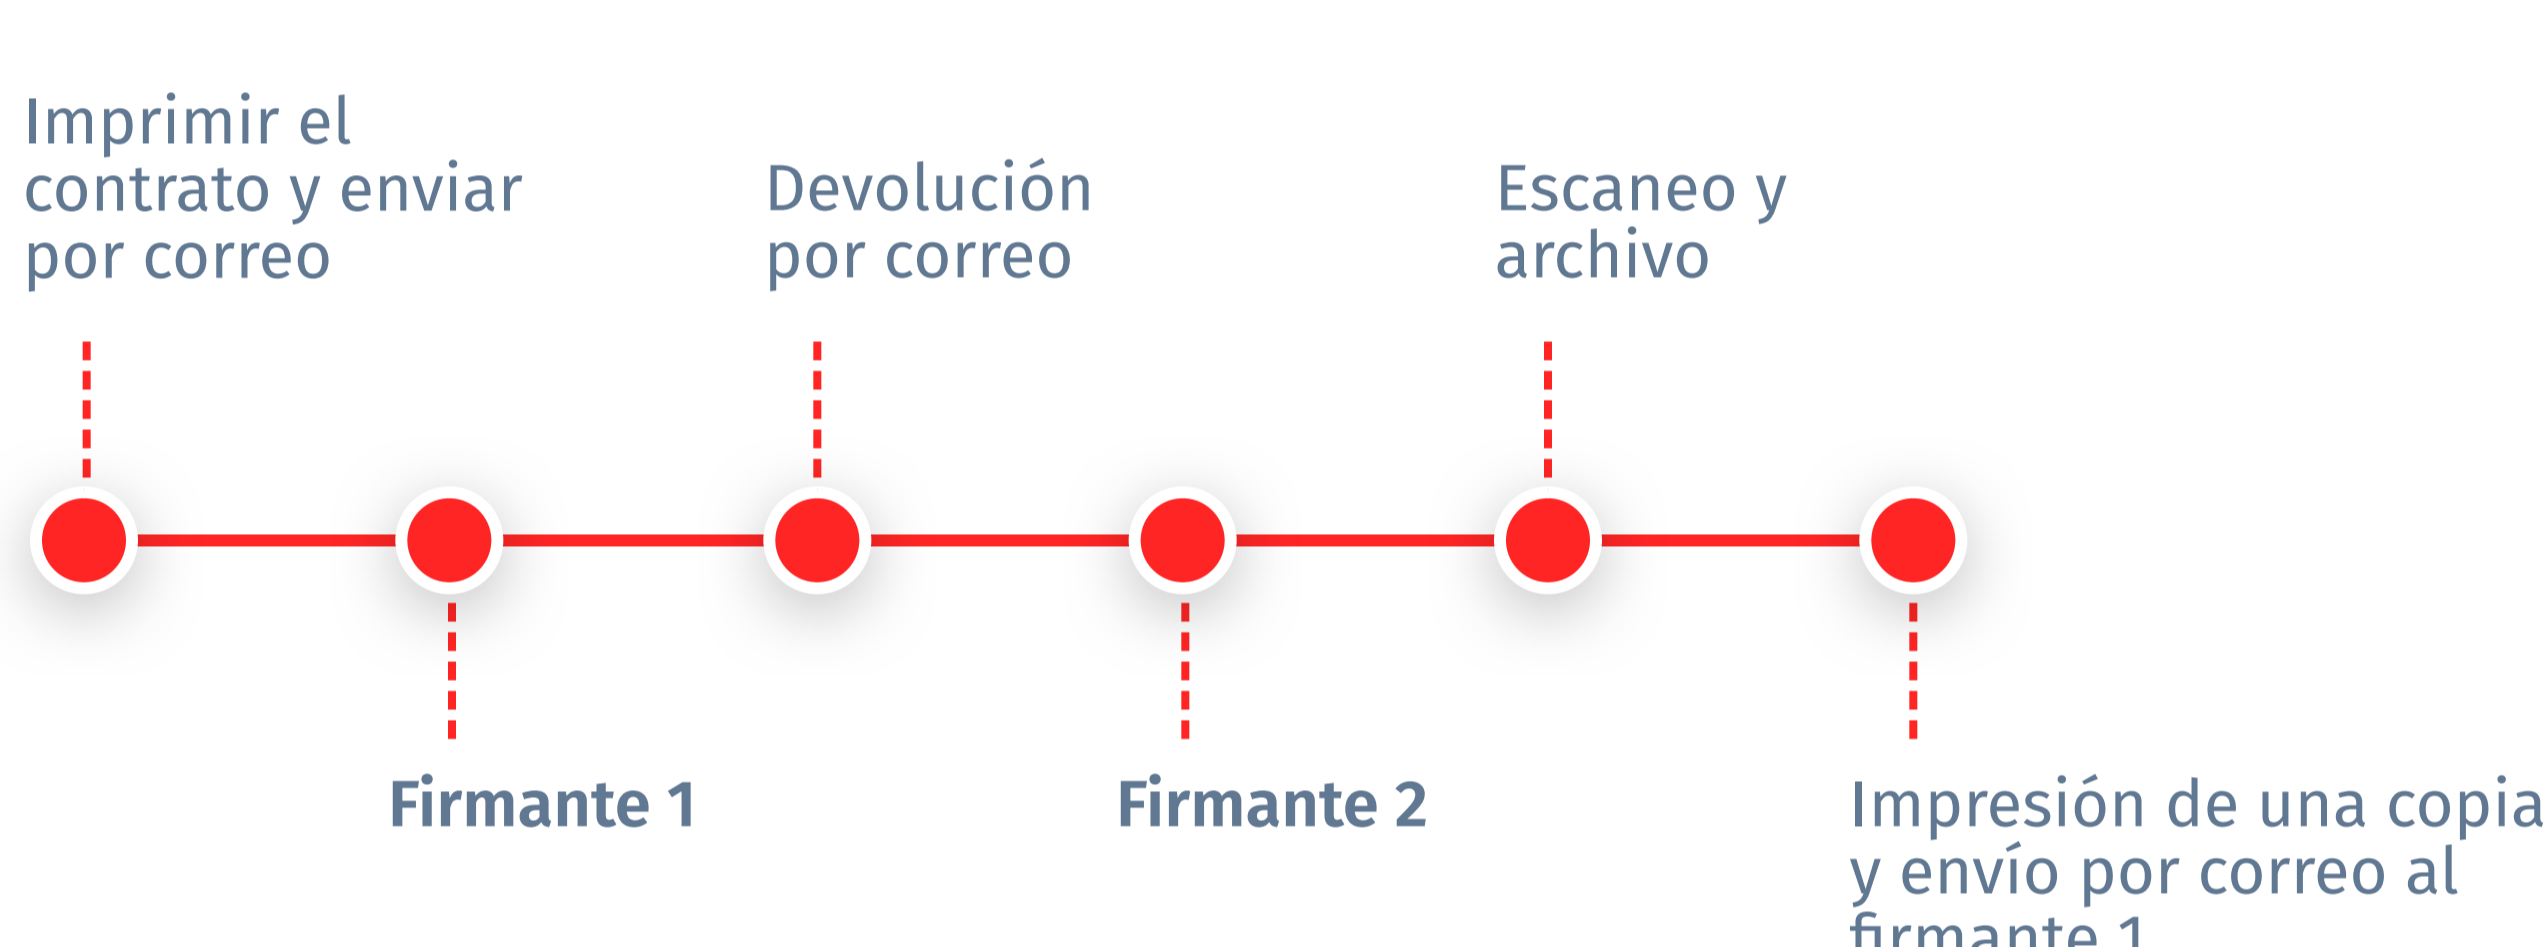 Imprimir el
contrato y enviar
por correo
Devolución
por correo
Escaneo y
archivo
Firmante 1
Firmante 2
Impresión de una copia
y envío por correo al
firmante 1